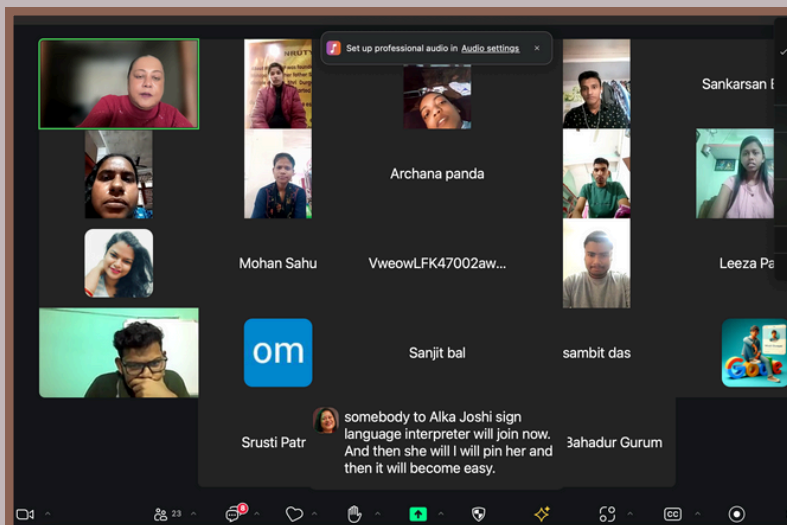 Set up professional audio in Audio settings
Sankarsan
Archana panda
Mohan Sahu
VweowLFK47002aw...
Leeza Pa
om
Sanjit bal
sambit das
Srusti Patr
somebody to Alka Joshi sign
language interpreter will join now.
And then she will I will pin her and
then it will become easy.
Bahadur Gurum
23
8
CC